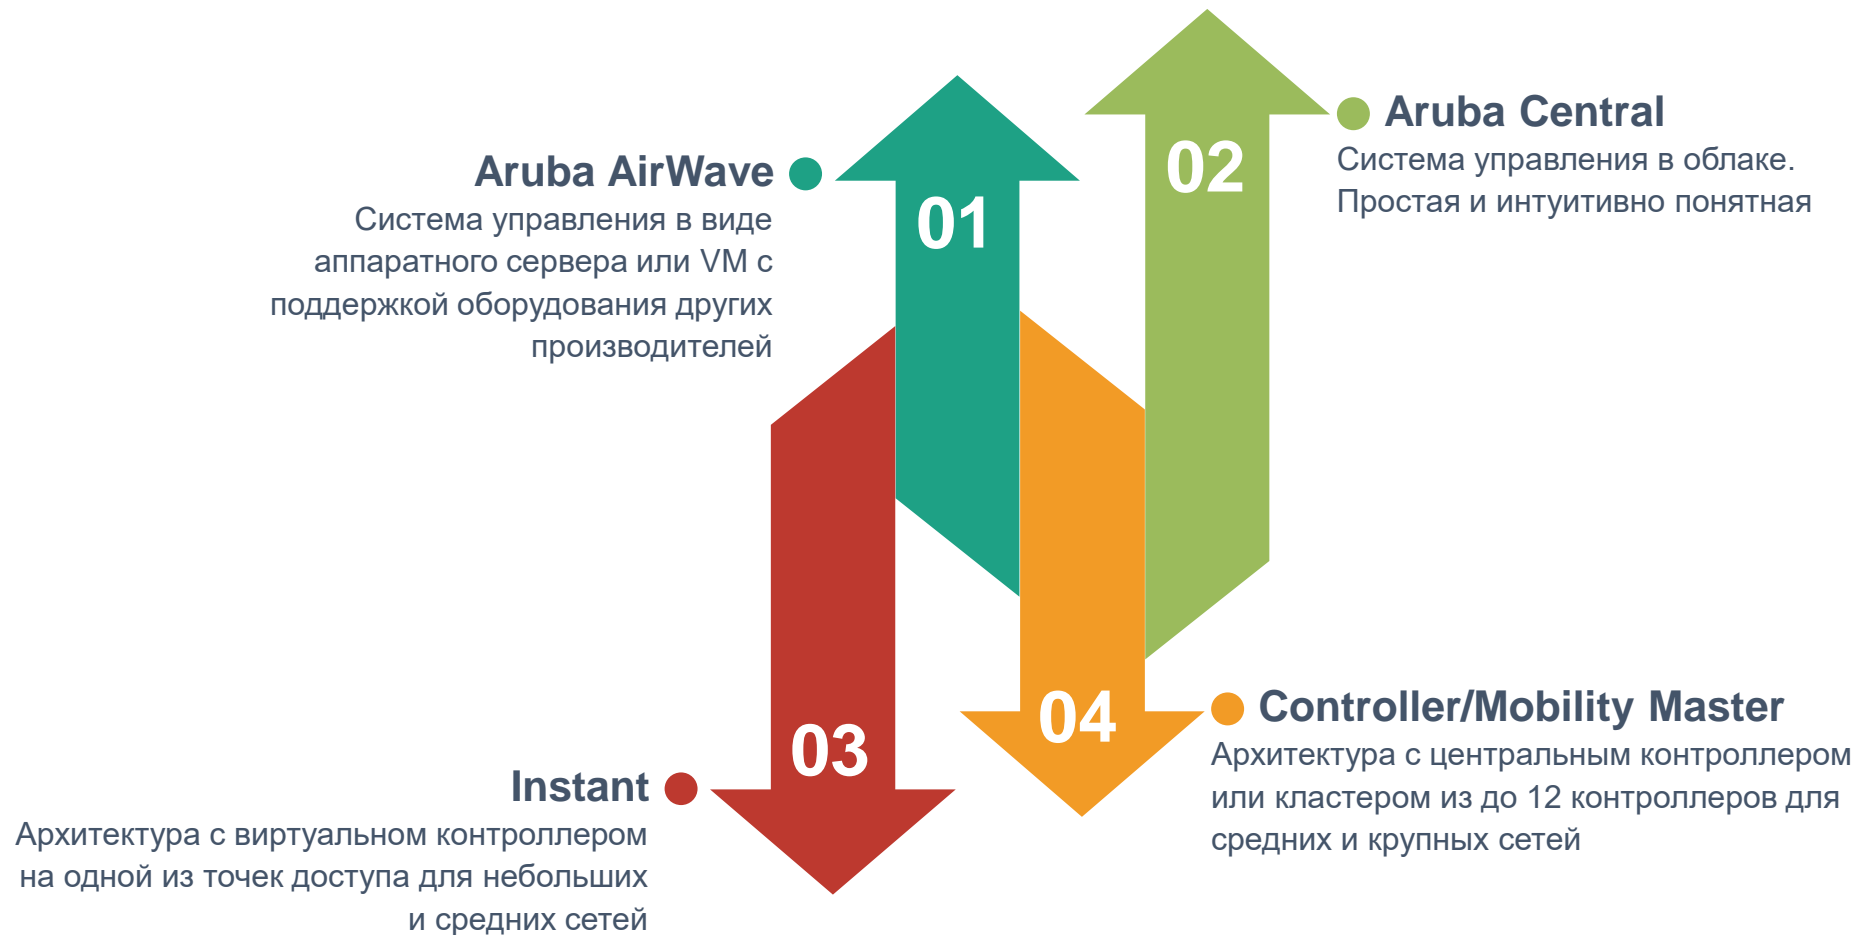 Aruba AirWave
Система управления в виде
аппаратного сервера или VM с
поддержкой оборудования других
производителей
01
02
Aruba Central
Система управления в облаке.
Простая и интуитивно понятная
Instant
Архитектура с виртуальном контроллером
на одной из точек доступа для небольших
и средних сетей
03
04
Controller/Mobility Master
Архитектура с центральным контроллером
или кластером из до 12 контроллеров для
средних и крупных сетей